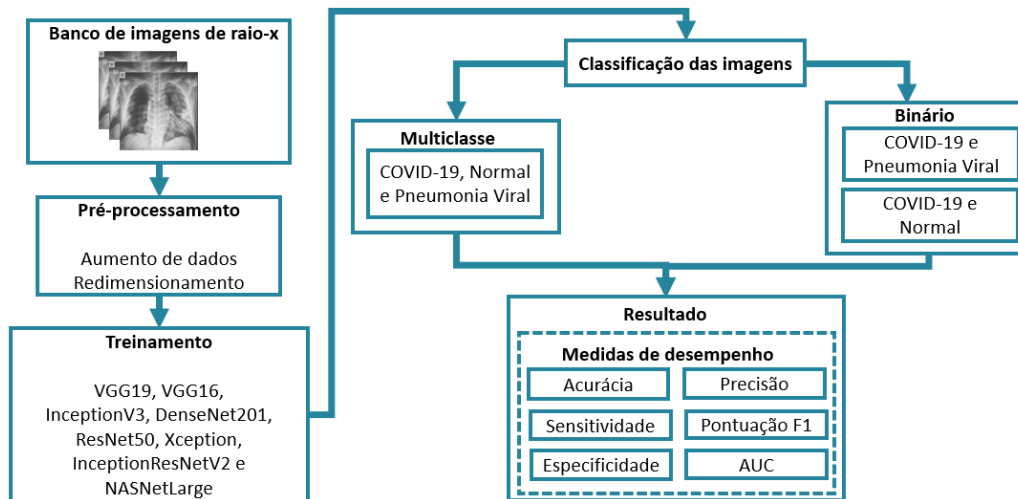 Banco de imagens de raio-x
Pré-processamento
Aumento de dados
Redimensionamento
Treinamento
VGG19, VGG16,
InceptionV3, DenseNet201,
ResNet50, Xception,
InceptionResNetV2 e
NASNetLarge
Classificação das imagens
Multiclasse
COVID-19, Normal
e Pneumonia Viral
Binário
COVID-19 e
Pneumonia Viral
COVID-19 e
Normal
Resultado
Medidas de desempenho
Acurácia
Precisão
Sensitividade
Pontuação F1
Especificidade
AUC